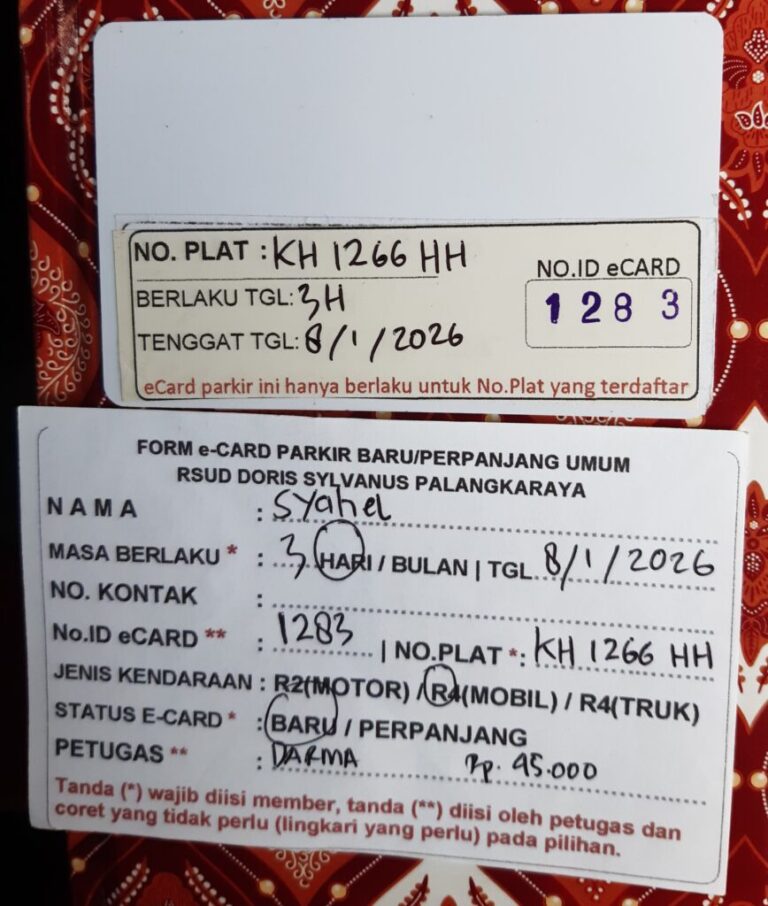 NO. PLAT : KH 1266 HH
BERLAKU TGL: 3H
TENGGAT TGL: 8/1/2026
NO.ID eCARD
1283
eCard parkir ini hanya berlaku untuk No.Plat yang terdaftar
FORM e-CARD PARKIR BARU/PERPANJANG UMUM
RSUD DORIS SYLVANUS PALANGKARAYA
NAMA : Syahel
MASA BERLAKU * : 3 HARI / BULAN | TGL 8/1/2026
NO. KONTAK :
No.ID eCARD ** : 1283 | NO.PLAT *: KH 1266 HH
JENIS KENDARAAN : R2(MOTOR) / R4(MOBIL) / R4(TRUK)
STATUS E-CARD * : BARU / PERPANJANG
PETUGAS ** : DARMA Rp. 95.000
Tanda (*) wajib diisi member, tanda (**) diisi oleh petugas dan
coret yang tidak perlu (lingkari yang perlu) pada pilihan.